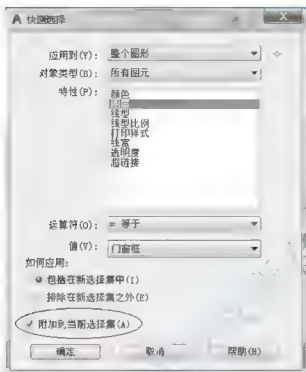 快速选择
应用到(Y): 整个图形
对象类型(B): 所有图元
特性(P): 颜色
图层
线型
线型比例
打印样式
线宽
透明度
超链接
运算符(O): = 等于
值(V): 门窗框
如何应用:
包括在新选择集中(I)
排除在新选择集之外(E)
附加到当前选择集(A)
确定 取消 帮助(H)